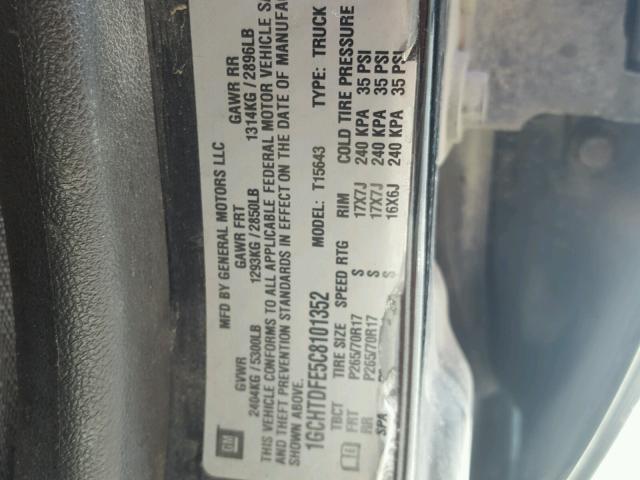 GM MFD BY GENERAL MOTORS LLC
GVWR GAWR FRT GAWR RR
2404KG / 5300LB 1293KG / 2850LB 1314KG / 2896LB
THIS VEHICLE CONFORMS TO ALL APPLICABLE FEDERAL MOTOR VEHICLE
AND THEFT PREVENTION STANDARDS IN EFFECT ON THE DATE OF
SHOWN ABOVE.
1GCHTDFE5C8101352 MODEL: T15643 TYPE: TRUCK
TBCT TIRE SIZE SPEED RTG RIM COLD TIRE PRESSURE
FRT P265/70R17 S 17X7J 240 KPA 35 PSI
RR P265/70R17 S 17X7J 240 KPA 35 PSI
SPA S 16X6J 240 KPA 35 PSI